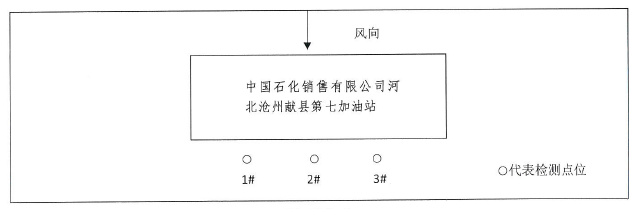 风向
中国石化销售有限公司河
北沧州献县第七加油站
1# 2# 3#
○代表检测点位